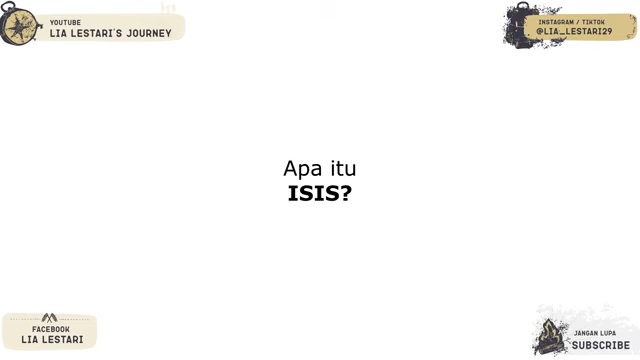 YOUTUBE
LIA LESTARI'S JOURNEY
INSTAGRAM / TIKTOK
@LIA_LESTARI29
Apa itu
ISIS?
FACEBOOK
LIA LESTARI
JANGAN LUPA
SUBSCRIBE